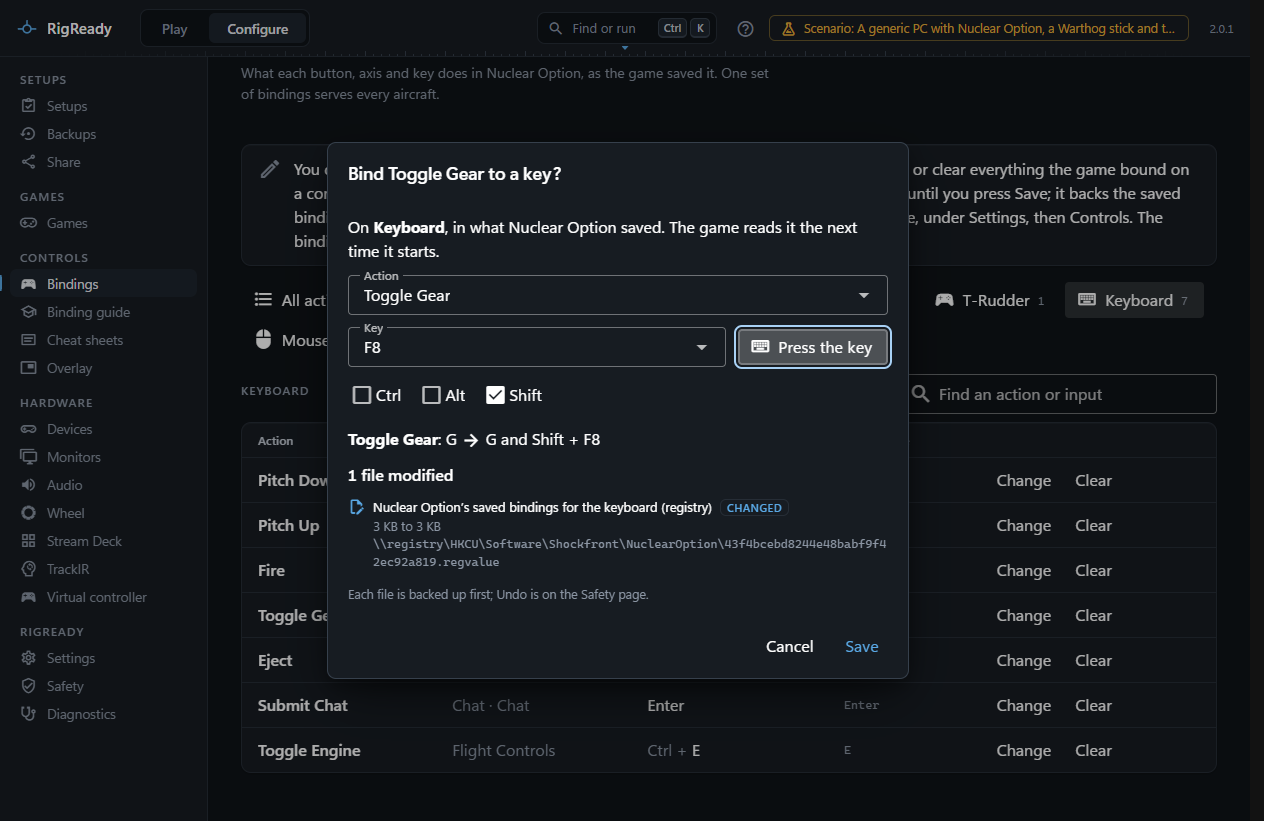 RigReady
Play
Configure
Find or run
Ctrl
K
Scenario: A generic PC with Nuclear Option, a Warthog stick and t...
2.0.1
SETUPS
Setups
Backups
Share
GAMES
Games
CONTROLS
Bindings
Binding guide
Cheat sheets
Overlay
HARDWARE
Devices
Monitors
Audio
Wheel
Stream Deck
TrackIR
Virtual controller
RIGREADY
Settings
Safety
Diagnostics
What each button, axis and key does in Nuclear Option, as the game saved it. One set
of bindings serves every aircraft.
You
or clear everything the game bound on
a
until you press Save; it backs the saved
under Settings, then Controls. The
All
T-Rudder 1
Keyboard 7
Mouse
KEYBOARD
Find an action or input
Action
Pitch
Change
Clear
Pitch Up
Change
Clear
Fire
Change
Clear
Toggle
Change
Clear
Eject
Change
Clear
Submit Chat
Chat · Chat
Enter
Enter
Change
Clear
Toggle Engine
Flight Controls
Ctrl + E
E
Change
Clear
Bind Toggle Gear to a key?
On Keyboard, in what Nuclear Option saved. The game reads it the next
time it starts.
Action
Toggle Gear
Key
F8
Press the key
Ctrl
Alt
Shift
Toggle Gear: G → G and Shift + F8
1 file modified
Nuclear Option's saved bindings for the keyboard (registry)
CHANGED
3 KB to 3 KB
\\registry\HKCU\Software\Shockfront\NuclearOption\43f4bcebd8244e48babf9f4
2ec92a819.regvalue
Each file is backed up first; Undo is on the Safety page.
Cancel
Save